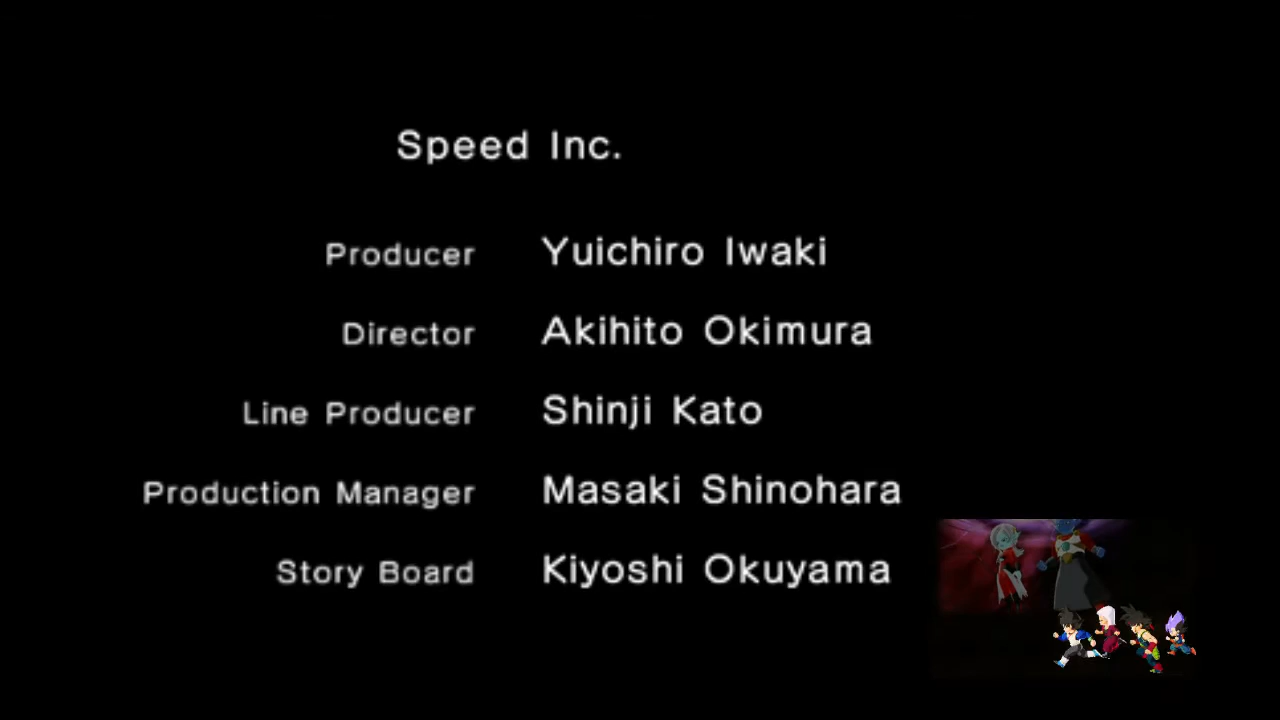 Speed Inc.
Producer Yuichiro Iwaki
Director Akihito Okimura
Line Producer Shinji Kato
Production Manager Masaki Shinohara
Story Board Kiyoshi Okuyama